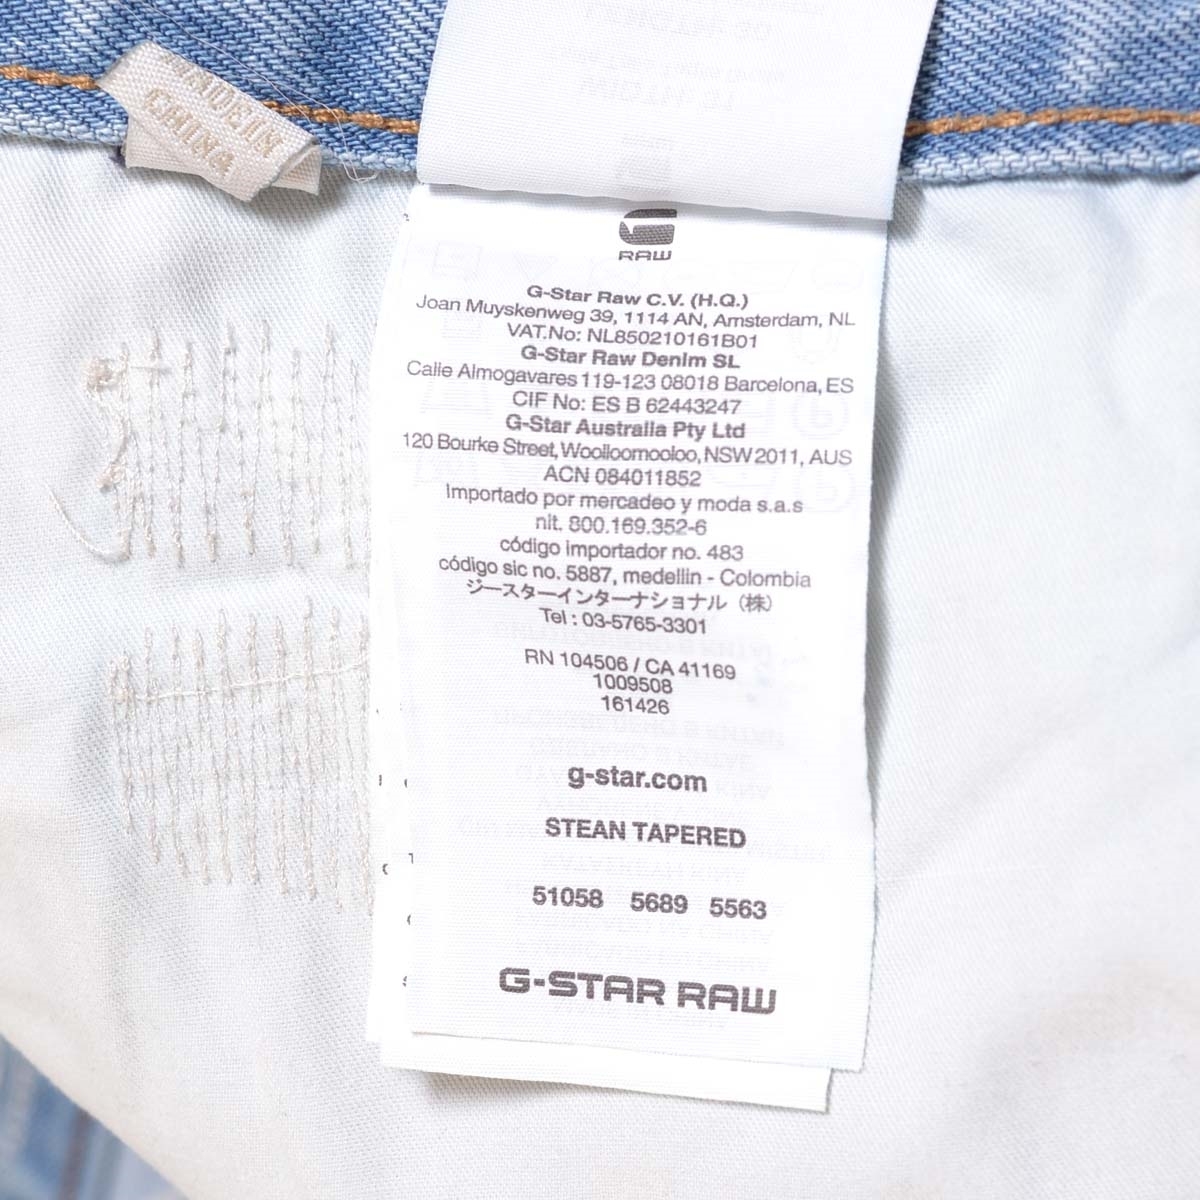 MADE IN
CHINA
RAW
G-Star Raw C.V. (H.Q.)
Joan Muyskenweg 39, 1114 AN, Amsterdam, NL
VAT.No: NL850210161B01
G-Star Raw Denim SL
Calle Almogavares 119-123 08018 Barcelona, ES
CIF No: ES B 62443247
G-Star Australia Pty Ltd
120 Bourke Street, Woolloomooloo, NSW 2011, AUS
ACN 084011852
Importado por mercadeo y moda s.a.s
nit. 800.169.352-6
código importador no. 483
código sic no. 5887, medellin - Colombia
ジースターインターナショナル（株）
Tel : 03-5765-3301
RN 104506 / CA 41169
1009508
161426
g-star.com
STEAN TAPERED
51058 5689 5563
G-STAR RAW